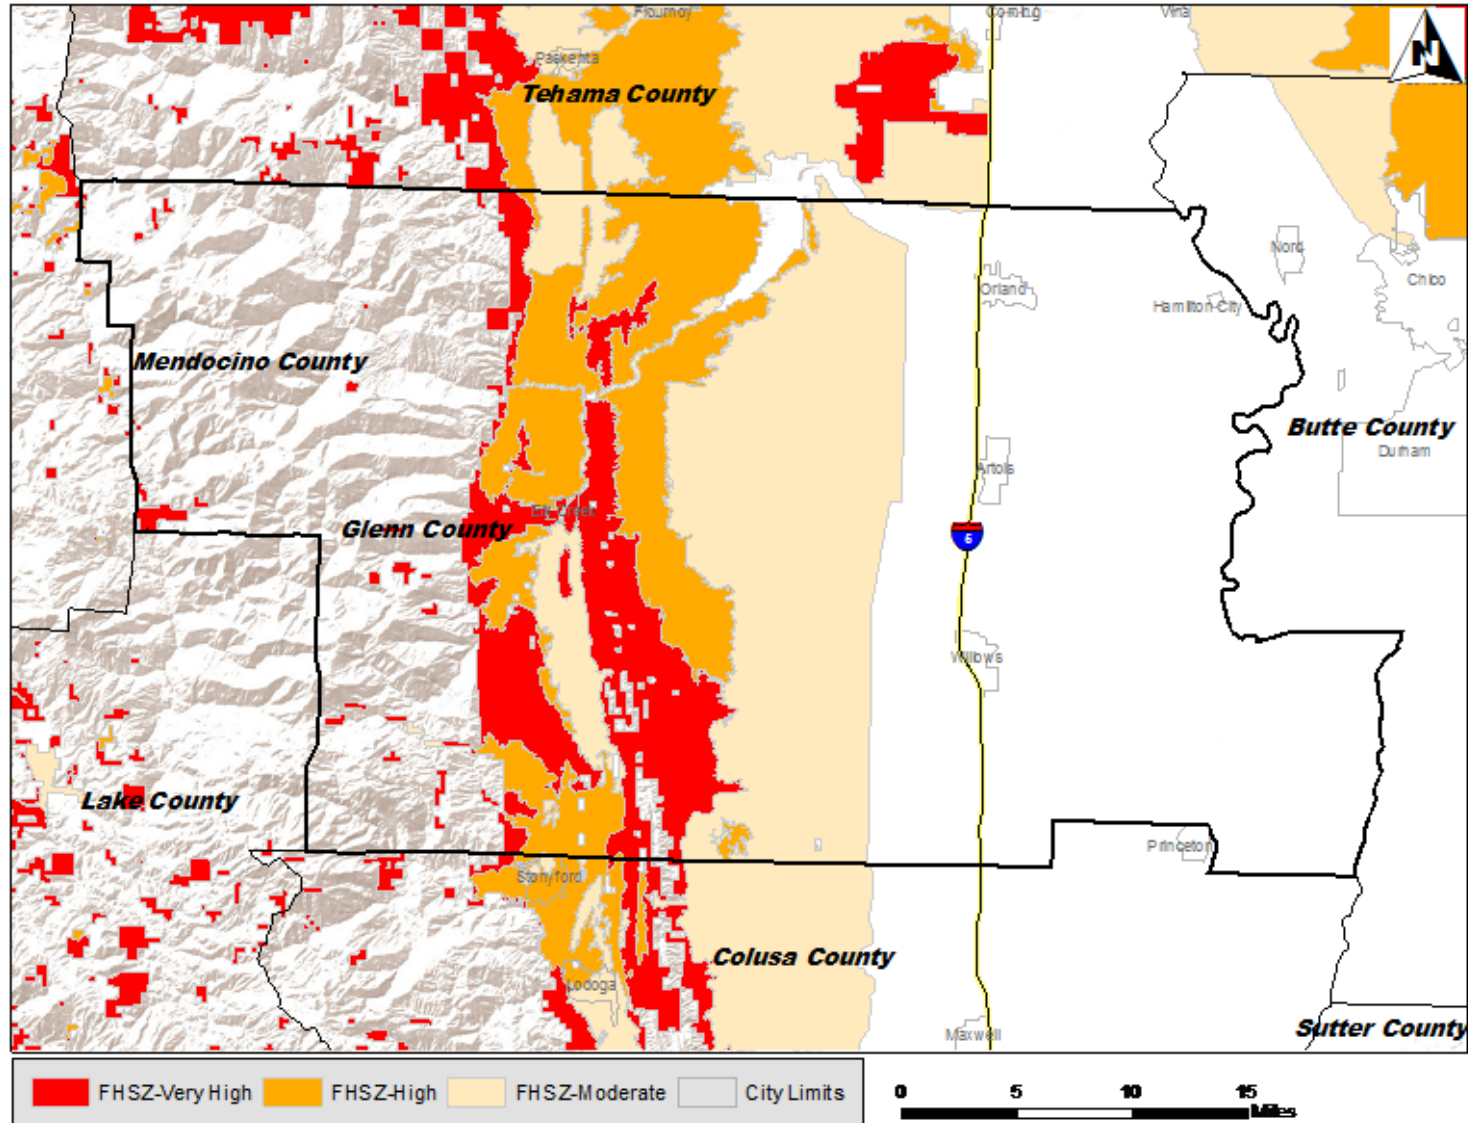 Flournoy
Corning
Vina
N
Paskenta
Tehama County
Nord
Chico
Orland
Hamilton City
Mendocino County
Butte County
Durham
Artois
Elk Creek
Glenn County
Willows
Lake County
Princeton
Stonyford
Colusa County
Lodoga
Sutter County
Maxwell
FHSZ-Very High FHSZ-High FHSZ-Moderate City Limits
0 5 10 15
Miles